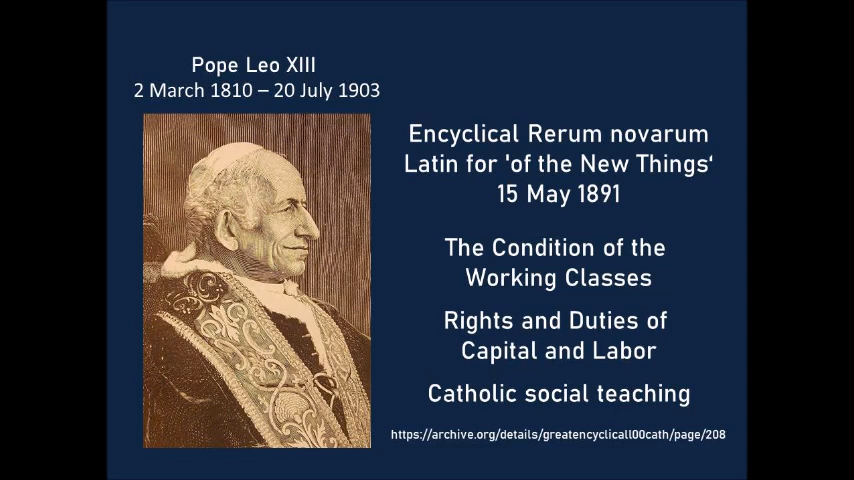 Pope Leo XIII
2 March 1810 – 20 July 1903
Encyclical Rerum novarum
Latin for 'of the New Things‘
15 May 1891
The Condition of the
Working Classes
Rights and Duties of
Capital and Labor
Catholic social teaching
https://archive.org/details/greatencyclicall00cath/page/208